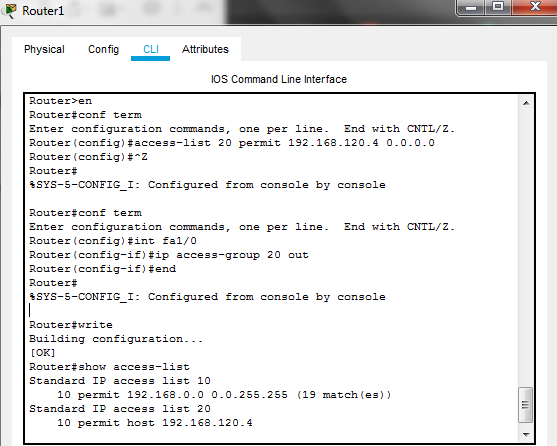 Router1
Physical Config CLI Attributes
IOS Command Line Interface
Router>en
Router#conf term
Enter configuration commands, one per line.  End with CNTL/Z.
Router(config)#access-list 20 permit 192.168.120.4 0.0.0.0
Router(config)#^Z
Router#
%SYS-5-CONFIG_I: Configured from console by console
Router#conf term
Enter configuration commands, one per line.  End with CNTL/Z.
Router(config)#int fa1/0
Router(config-if)#ip access-group 20 out
Router(config-if)#end
Router#
%SYS-5-CONFIG_I: Configured from console by console
Router#write
Building configuration...
[OK]
Router#show access-list
Standard IP access list 10
    10 permit 192.168.0.0 0.0.255.255 (19 match(es))
Standard IP access list 20
    10 permit host 192.168.120.4